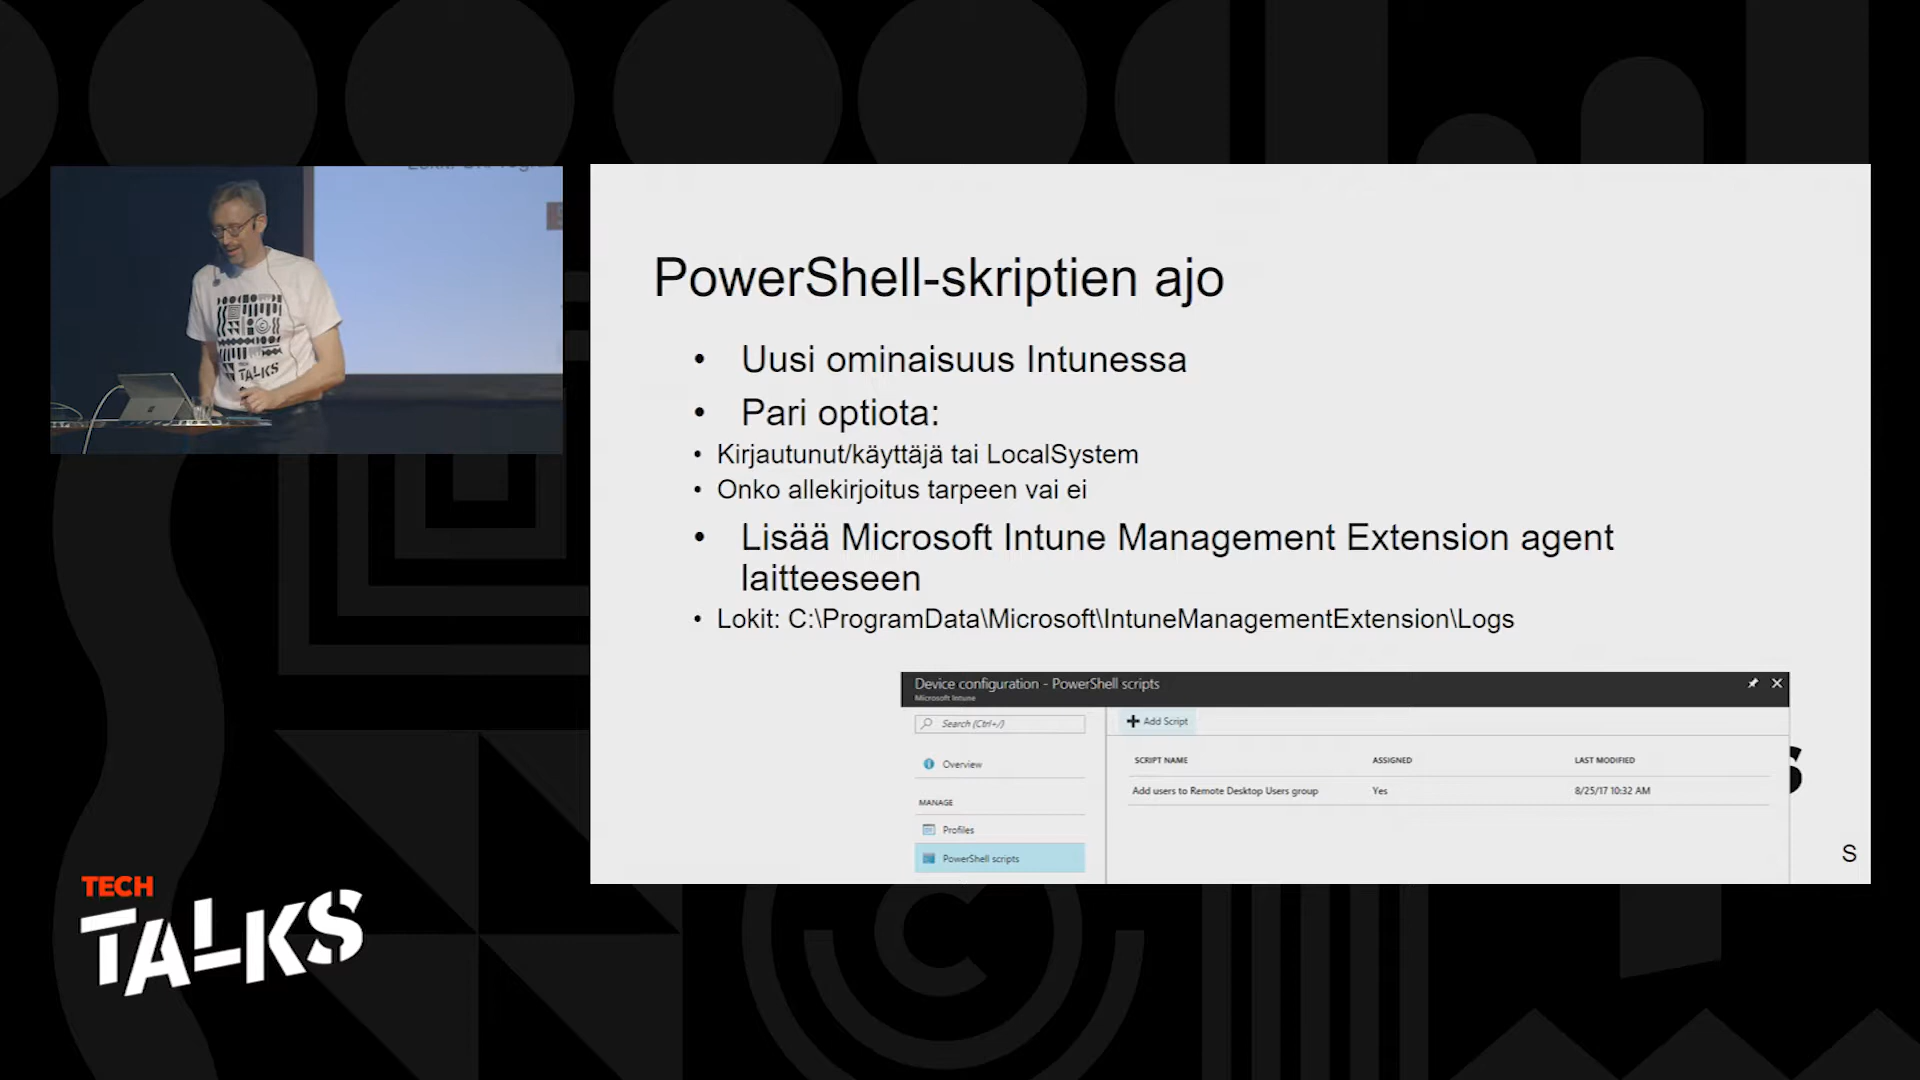 PowerShell-skriptien ajo
• Uusi ominaisuus Intunessa
• Pari optiota:
• Kirjautunut/käyttäjä tai LocalSystem
• Onko allekirjoitus tarpeen vai ei
• Lisää Microsoft Intune Management Extension agent
laitteeseen
• Lokit: C:\ProgramData\Microsoft\IntuneManagementExtension\Logs
Device configuration - PowerShell scripts
Microsoft Intune
Search (Ctrl+/)
Overview
MANAGE
Profiles
PowerShell scripts
Add Script
SCRIPT NAME ASSIGNED LAST MODIFIED
Add users to Remote Desktop Users group Yes 8/25/17 10:32 AM
S
TECH
TALKS
TECH
TALKS